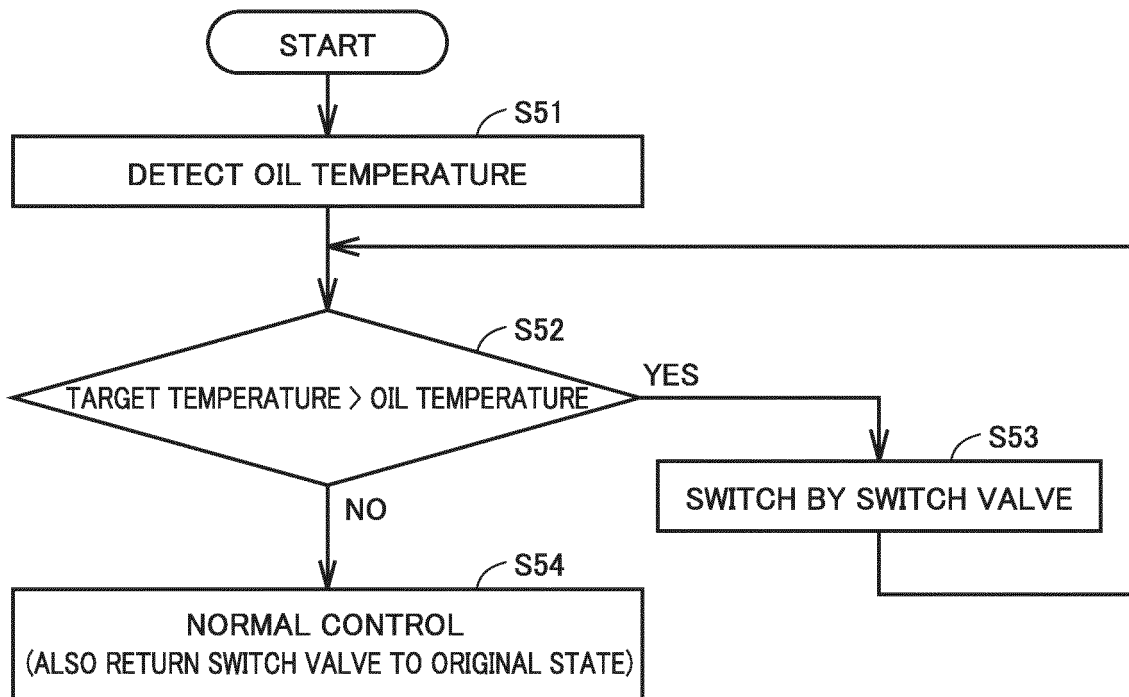 START
S51
DETECT OIL TEMPERATURE
S52
TARGET TEMPERATURE > OIL TEMPERATURE
YES
S53
SWITCH BY SWITCH VALVE
NO
S54
NORMAL CONTROL
(ALSO RETURN SWITCH VALVE TO ORIGINAL STATE)